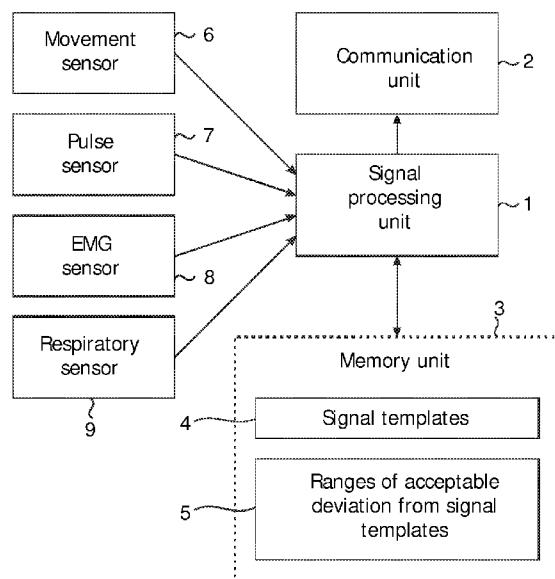 Movement
sensor
6
Communication
unit
2
Pulse
sensor
7
Signal
processing
unit
1
EMG
sensor
8
Respiratory
sensor
9
3
Memory unit
4
Signal templates
5
Ranges of acceptable
deviation from signal
templates